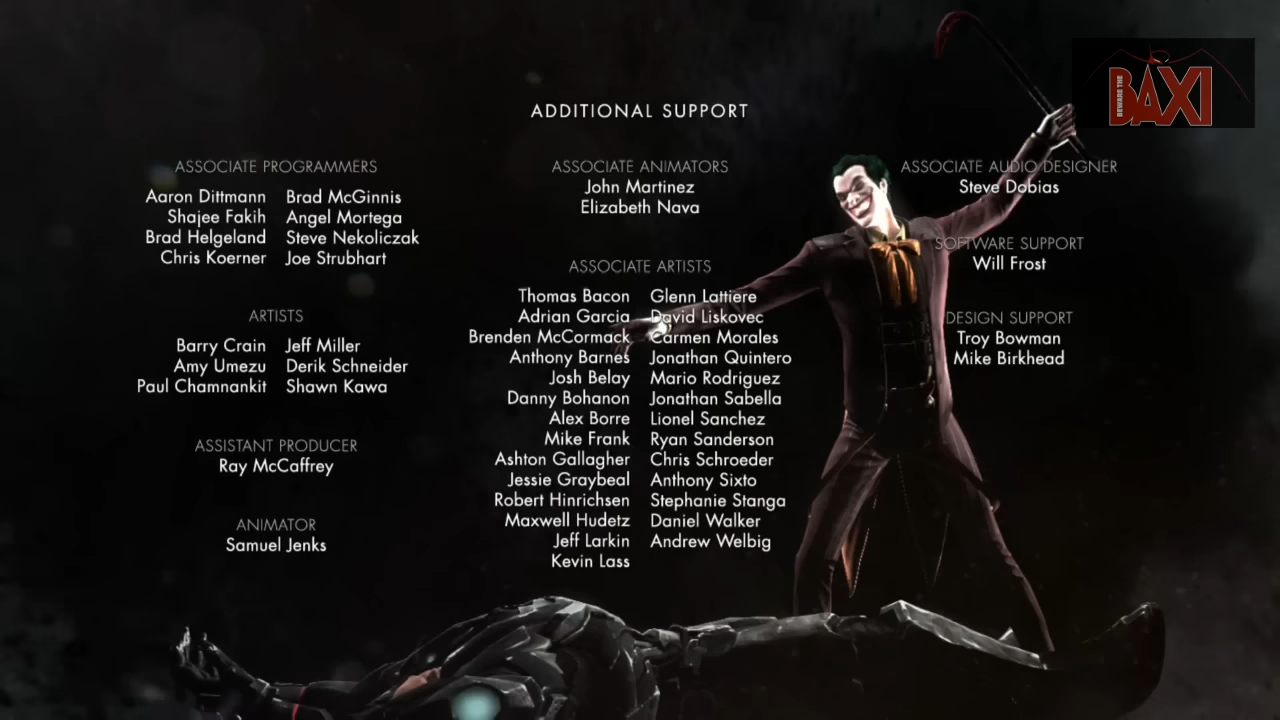 BEWARE THE
BAXI
ADDITIONAL SUPPORT
ASSOCIATE PROGRAMMERS
Aaron Dittmann Brad McGinnis
Shajee Fakih Angel Mortega
Brad Helgeland Steve Nekoliczak
Chris Koerner Joe Strubhart
ARTISTS
Barry Crain Jeff Miller
Amy Umezu Derik Schneider
Paul Chamnankit Shawn Kawa
ASSISTANT PRODUCER
Ray McCaffrey
ANIMATOR
Samuel Jenks
ASSOCIATE ANIMATORS
John Martinez
Elizabeth Nava
ASSOCIATE ARTISTS
Thomas Bacon Glenn Lattiere
Adrian Garcia David Liskovec
Brenden McCormack Carmen Morales
Anthony Barnes Jonathan Quintero
Josh Belay Mario Rodriguez
Danny Bohanon Jonathan Sabella
Alex Borre Lionel Sanchez
Mike Frank Ryan Sanderson
Ashton Gallagher Chris Schroeder
Jessie Graybeal Anthony Sixto
Robert Hinrichsen Stephanie Stanga
Maxwell Hudetz Daniel Walker
Jeff Larkin Andrew Welbig
Kevin Lass
ASSOCIATE AUDIO DESIGNER
Steve Dobias
SOFTWARE SUPPORT
Will Frost
DESIGN SUPPORT
Troy Bowman
Mike Birkhead